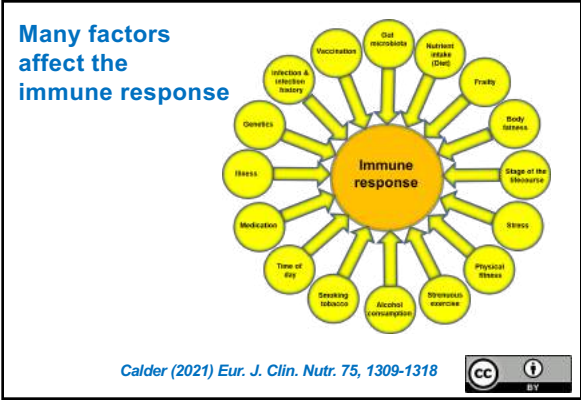 Many factors
affect the
immune response
Gut
microbiota
Nutrient
intake
(Diet)
Frailty
Body
fatness
Stage of the
lifecourse
Stress
Physical
fitness
Strenuous
exercise
Alcohol
consumption
Smoking
tobacco
Time of
day
Medication
Illness
Genetics
Infection &
infection
history
Vaccination
Immune
response
Calder (2021) Eur. J. Clin. Nutr. 75, 1309-1318
cc
BY